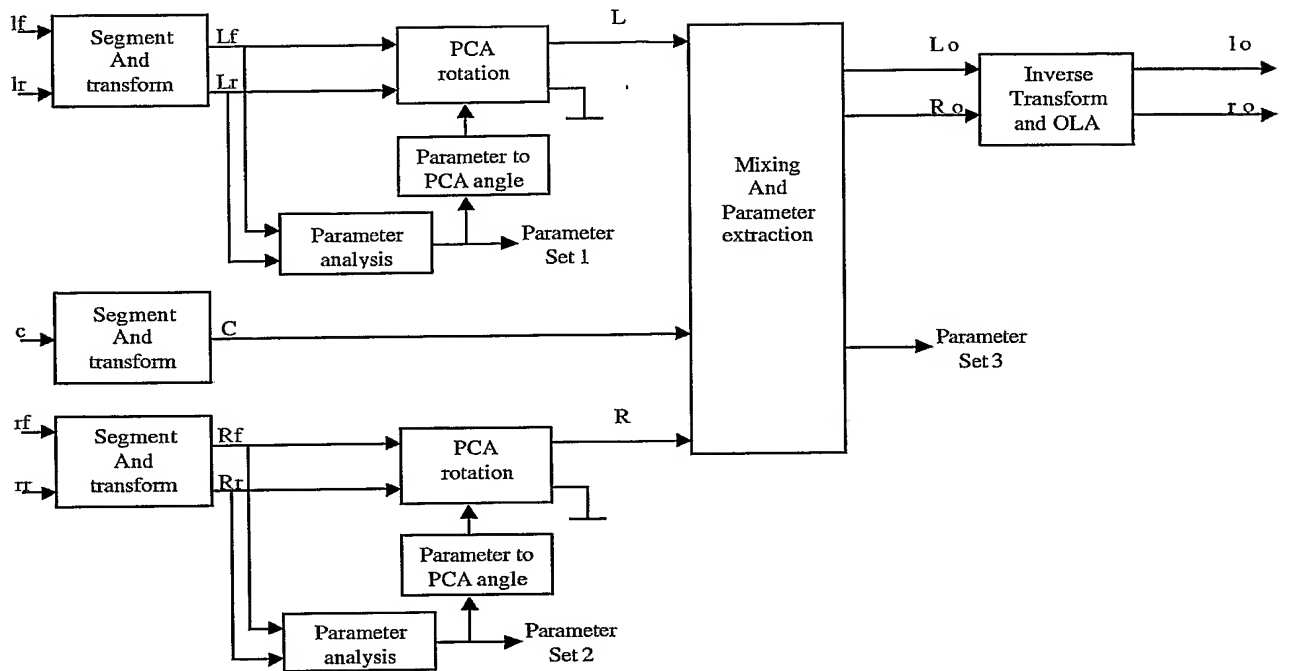 lf
lr
Segment
And
transform
Lf
Lr
PCA
rotation
L
Parameter to
PCA angle
Parameter
analysis
Parameter
Set 1
c
Segment
And
transform
C
rf
rr
Segment
And
transform
Rf
Rr
PCA
rotation
R
Parameter to
PCA angle
Parameter
analysis
Parameter
Set 2
Mixing
And
Parameter
extraction
Lo
Ro
Inverse
Transform
and OLA
lo
ro
Parameter
Set 3